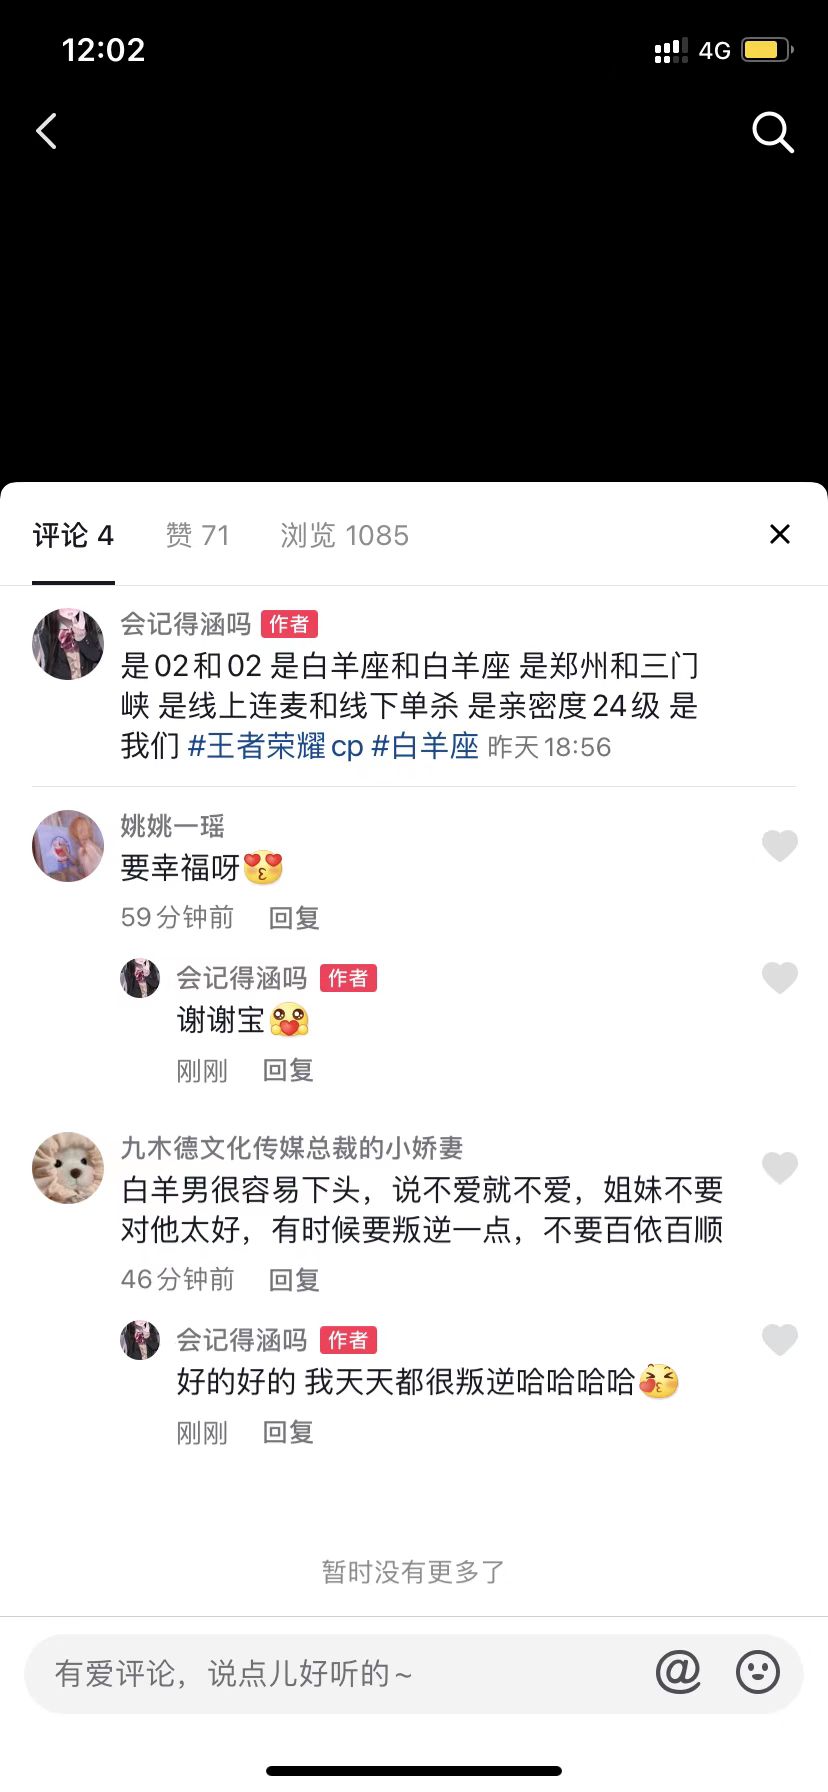 12:02
4G
评论 4
赞 71
浏览 1085
会记得涵吗 作者
是02和02 是白羊座和白羊座 是郑州和三门
峡 是线上连麦和线下单杀 是亲密度24级 是
我们 #王者荣耀cp #白羊座 昨天18:56
姚姚一瑶
要幸福呀😍
59分钟前 回复
会记得涵吗 作者
谢谢宝🤗
刚刚 回复
九木德文化传媒总裁的小娇妻
白羊男很容易下头，说不爱就不爱，姐妹不要
对他太好，有时候要叛逆一点，不要百依百顺
46分钟前 回复
会记得涵吗 作者
好的好的 我天天都很叛逆哈哈哈哈😘
刚刚 回复
暂时没有更多了
有爱评论，说点儿好听的~
@